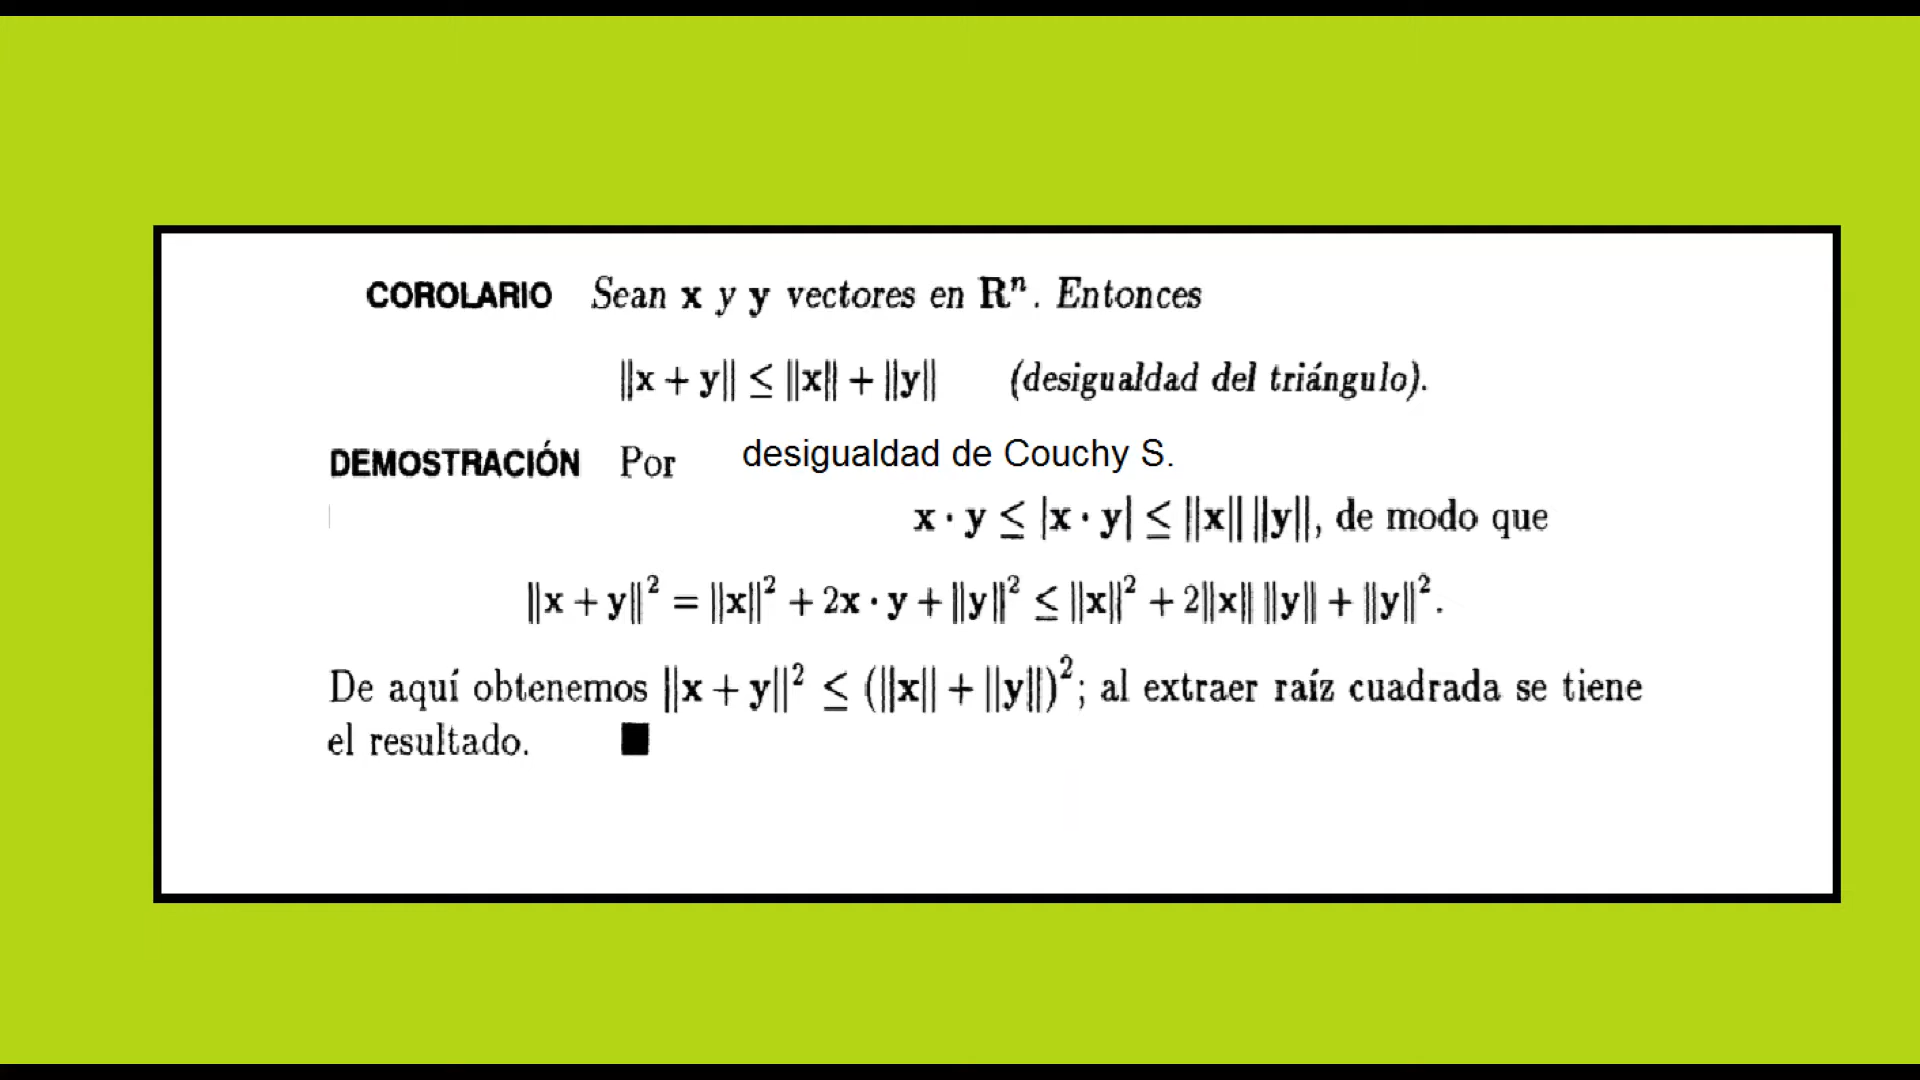 COROLARIO Sean x y y vectores en Rⁿ. Entonces
‖x + y‖ ≤ ‖x‖ + ‖y‖ (desigualdad del triángulo).
DEMOSTRACIÓN Por desigualdad de Couchy S.
x · y ≤ |x · y| ≤ ‖x‖ ‖y‖, de modo que
‖x + y‖² = ‖x‖² + 2x · y + ‖y‖² ≤ ‖x‖² + 2‖x‖ ‖y‖ + ‖y‖².
De aquí obtenemos ‖x + y‖² ≤ (‖x‖ + ‖y‖)²; al extraer raíz cuadrada se tiene
el resultado. ■